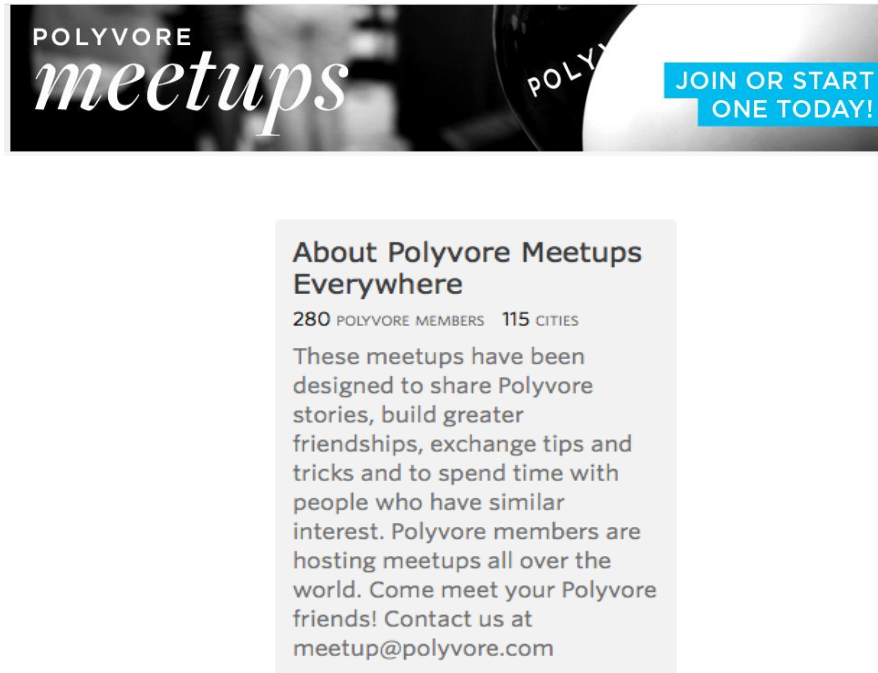 POLYVORE
meetups
POLYV
JOIN OR START
ONE TODAY!
About Polyvore Meetups
Everywhere
280 POLYVORE MEMBERS 115 CITIES
These meetups have been
designed to share Polyvore
stories, build greater
friendships, exchange tips and
tricks and to spend time with
people who have similar
interest. Polyvore members are
hosting meetups all over the
world. Come meet your Polyvore
friends! Contact us at
meetup@polyvore.com